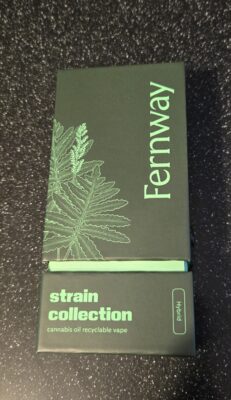 Fernway
strain
collection
cannabis oil recyclable vape
Hybrid